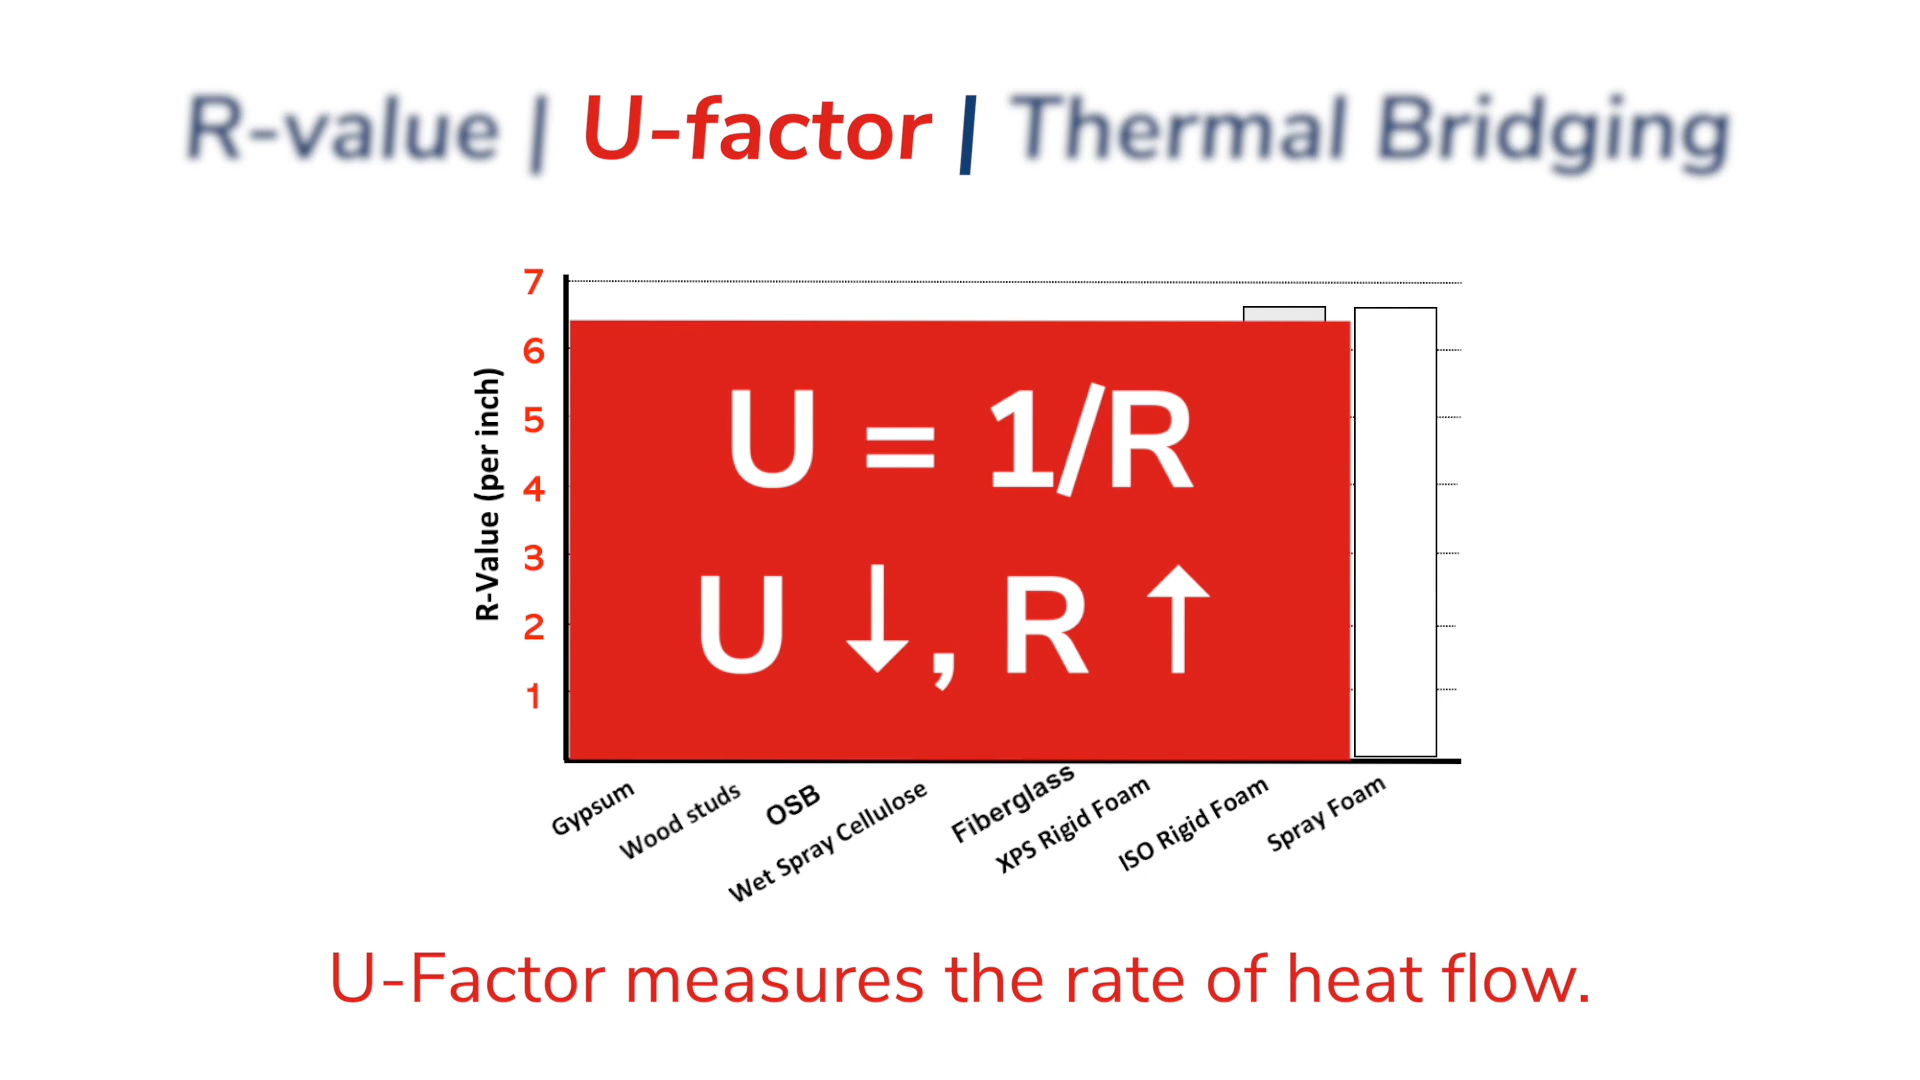 R-value | U-factor | Thermal Bridging
7
6
5
4
3
2
1
R-Value (per inch)
U = 1/R
U ↓, R ↑
Gypsum
Wood studs
OSB
Wet Spray Cellulose
Fiberglass
XPS Rigid Foam
ISO Rigid Foam
Spray Foam
U-Factor measures the rate of heat flow.